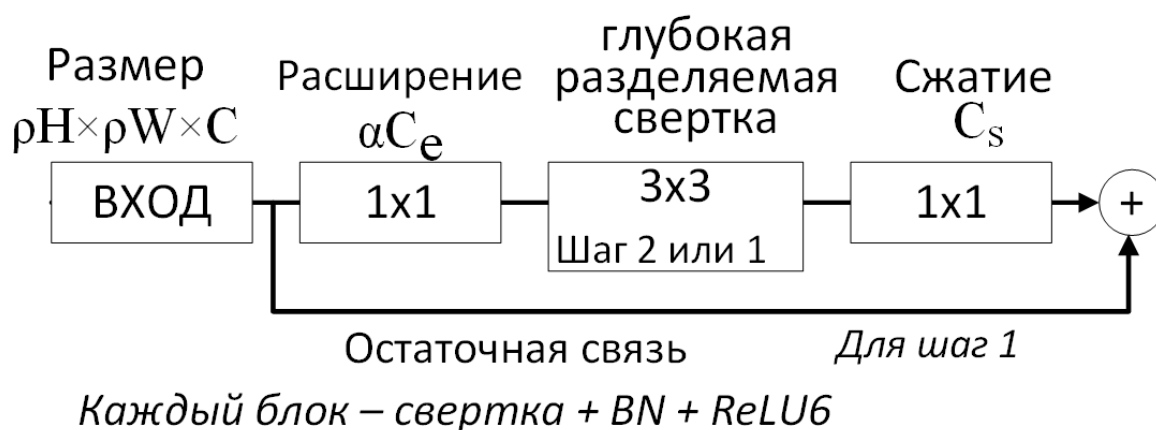 Размер
ρH×ρW×C
Расширение
αCe
глубокая
разделяемая
свертка
Сжатие
Cs
ВХОД
1x1
3x3
Шаг 2 или 1
1x1
+
Остаточная связь
Для шаг 1
Каждый блок – свертка + BN + ReLU6